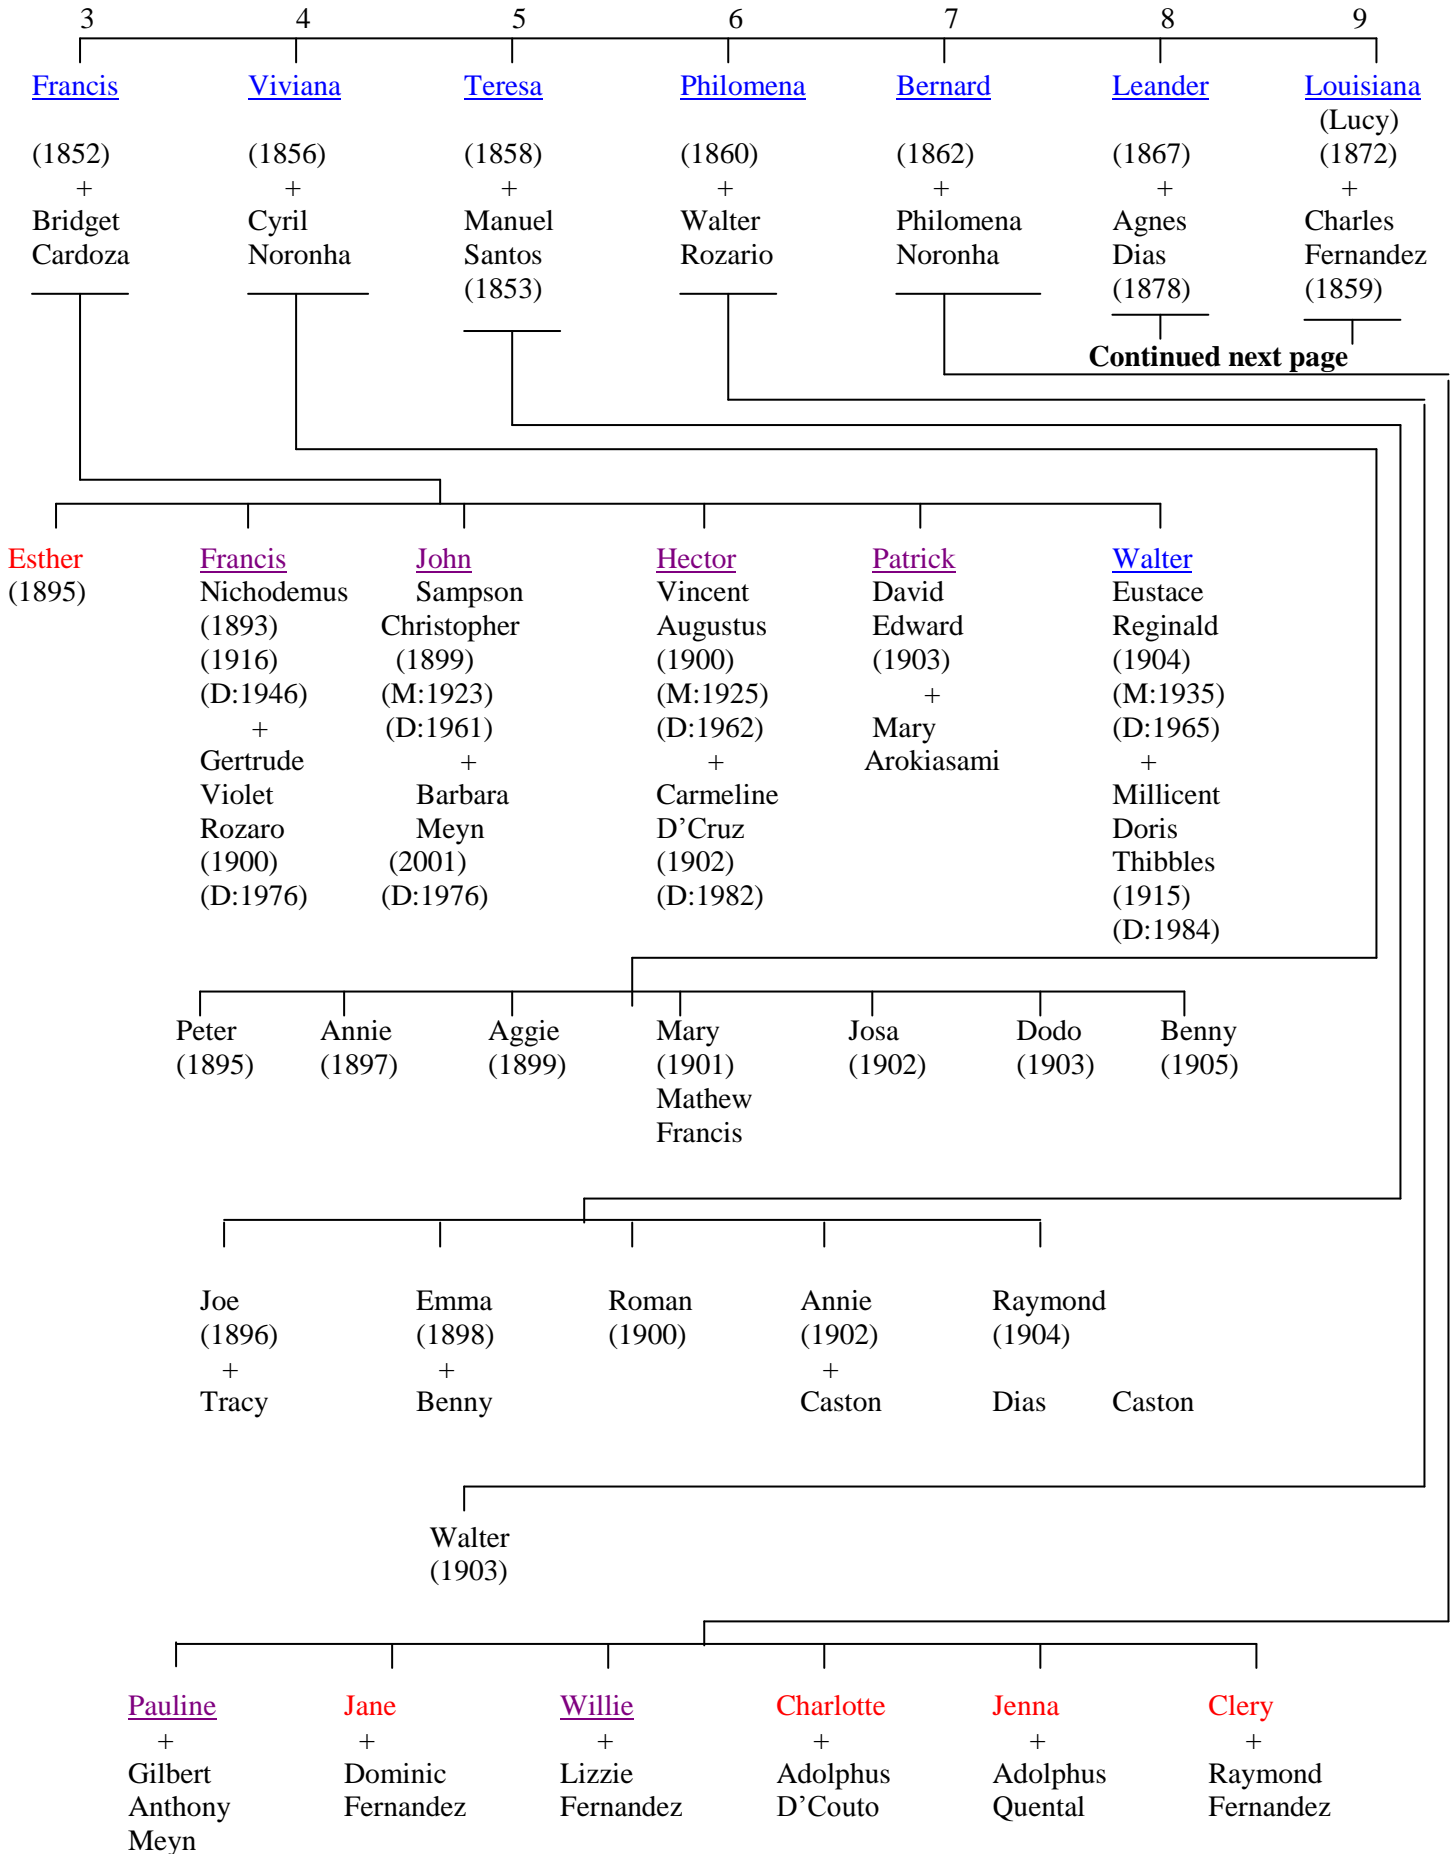 3 4 5 6 7 8 9
Francis Viviana Teresa Philomena Bernard Leander Louisiana
(Lucy)
(1852) (1856) (1858) (1860) (1862) (1867) (1872)
+ + + + + + +
Bridget Cyril Manuel Walter Philomena Agnes Charles
Cardoza Noronha Santos Rozario Noronha Dias Fernandez
(1853) (1878) (1859)
Continued next page
Esther Francis John Hector Patrick Walter
(1895) Nichodemus Sampson Vincent David Eustace
(1893) Christopher Augustus Edward Reginald
(1916) (1899) (1900) (1903) (1904)
(D:1946) (M:1923) (M:1925) + (M:1935)
+ (D:1961) (D:1962) Mary (D:1965)
Gertrude + + Arokiasami +
Violet Barbara Carmeline Millicent
Rozaro Meyn D'Cruz Doris
(1900) (2001) (1902) Thibbles
(D:1976) (D:1976) (D:1982) (1915)
(D:1984)
Peter Annie Aggie Mary Josa Dodo Benny
(1895) (1897) (1899) (1901) (1902) (1903) (1905)
Mathew
Francis
Joe Emma Roman Annie Raymond
(1896) (1898) (1900) (1902) (1904)
+ + +
Tracy Benny Caston Dias Caston
Walter
(1903)
Pauline Jane Willie Charlotte Jenna Clery
+ + + + + +
Gilbert Dominic Lizzie Adolphus Adolphus Raymond
Anthony Fernandez Fernandez D'Couto Quental Fernandez
Meyn